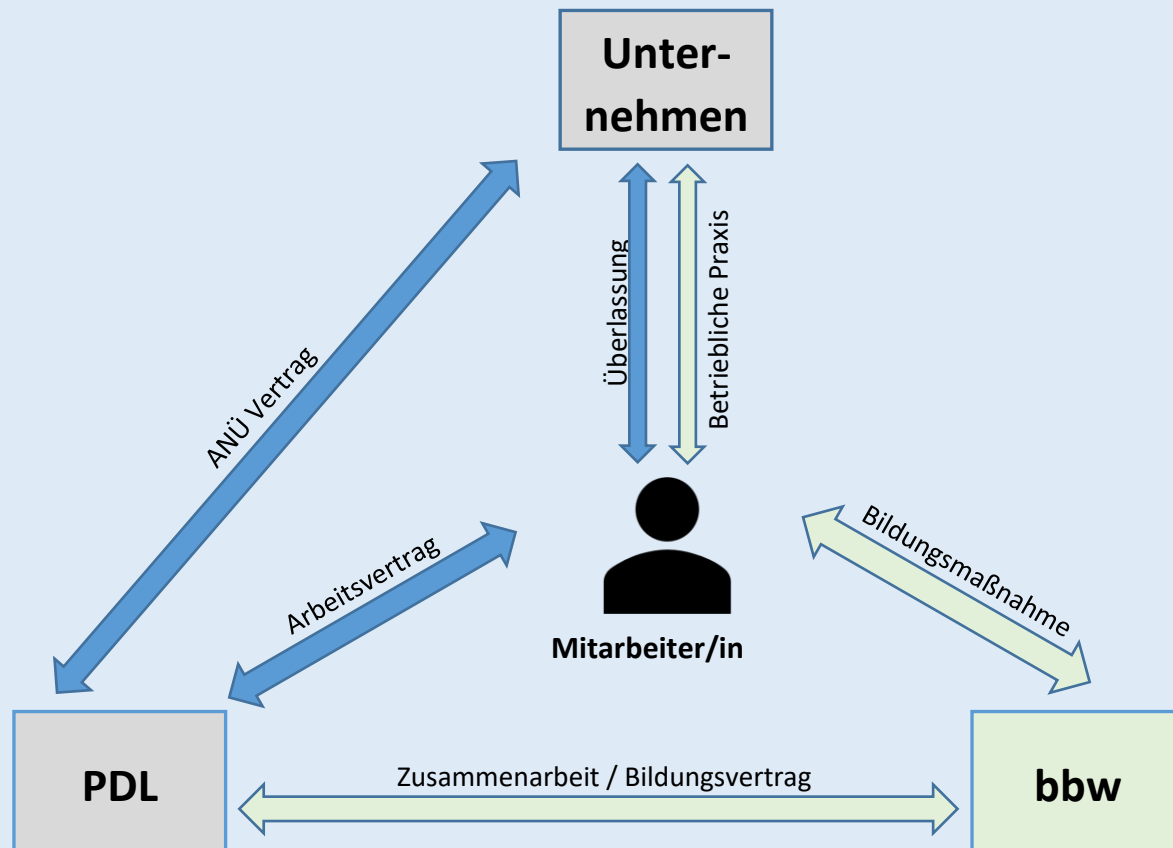 Unter-
nehmen
Überlassung
Betriebliche Praxis
ANÜ Vertrag
Arbeitsvertrag
Bildungsmaßnahme
Mitarbeiter/in
PDL
Zusammenarbeit / Bildungsvertrag
bbw